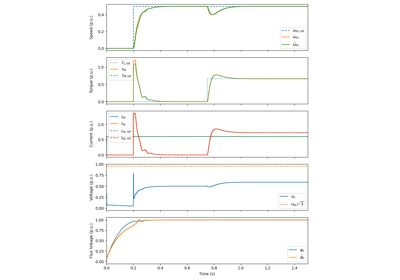 Speed (p.u.)
0.4
0.2
0.0
ωm,ref
ωm
ω̂m
Torque (p.u.)
1.0
0.5
0.0
τL,tot
τM
τM,ref
Current (p.u.)
1.0
0.5
0.0
isd
isq
isd,ref
isq,ref
Voltage (p.u.)
1.00
0.75
0.50
0.25
0.00
us
udc/√3
Flux linkage (p.u.)
1.0
0.5
0.0
ψs
ψ̂s
0.0
0.2
0.4
0.6
0.8
1.0
1.2
1.4
Time (s)